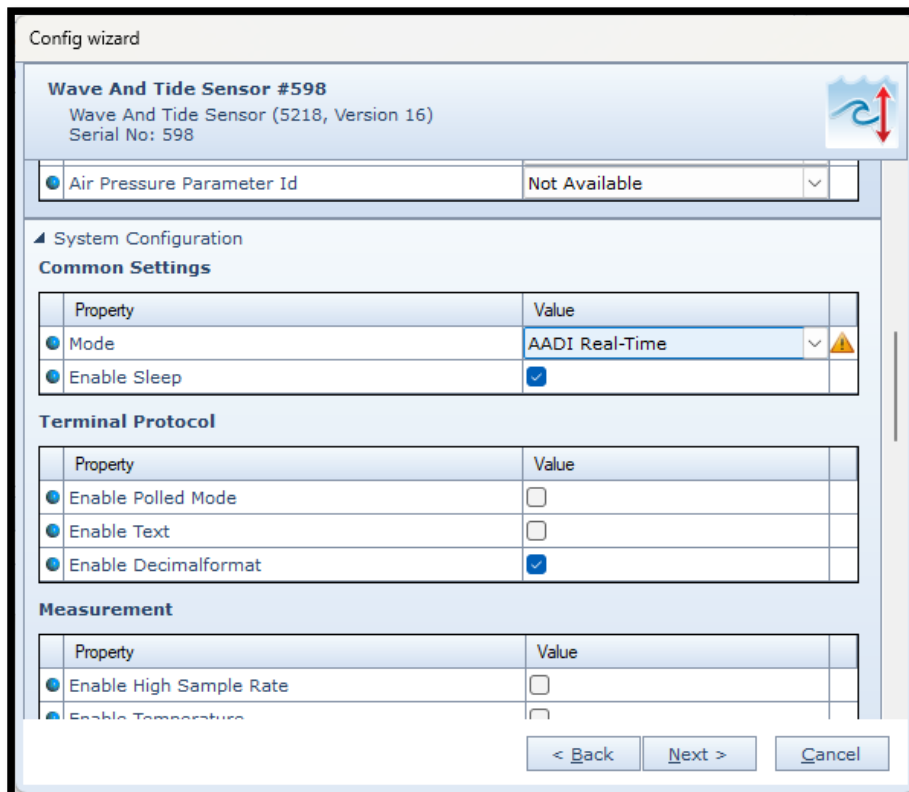 Config wizard
Wave And Tide Sensor #598
Wave And Tide Sensor (5218, Version 16)
Serial No: 598
Air Pressure Parameter Id Not Available
System Configuration
Common Settings
Property Value
Mode AADI Real-Time
Enable Sleep
Terminal Protocol
Property Value
Enable Polled Mode
Enable Text
Enable Decimalformat
Measurement
Property Value
Enable High Sample Rate
Enable Temperature
< Back Next > Cancel